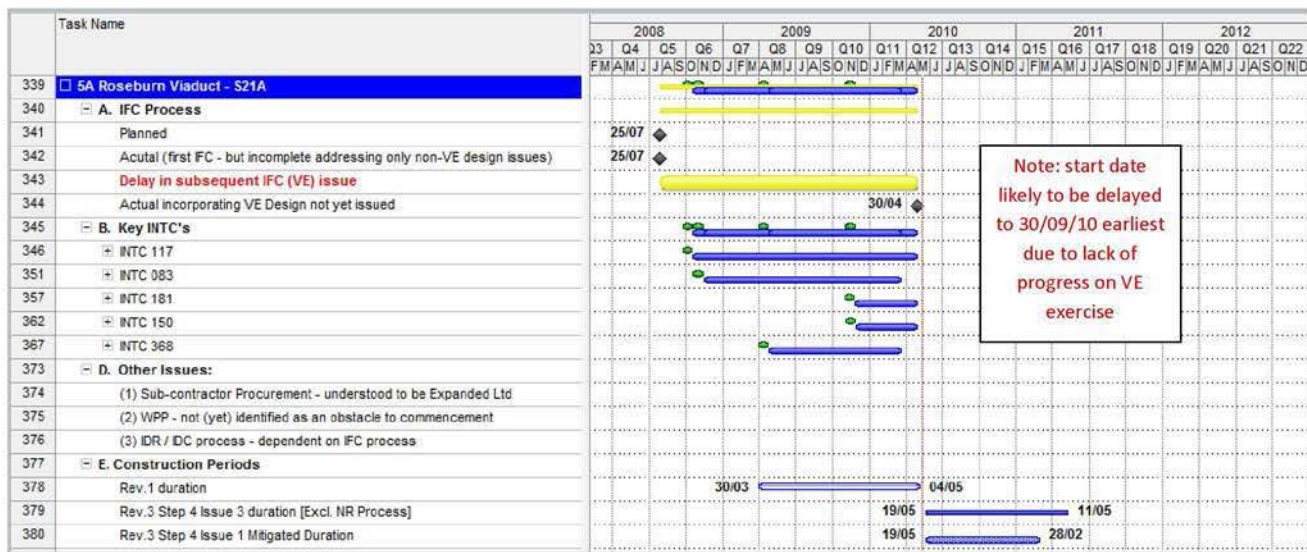 Task Name
2008 2009 2010 2011 2012
Q3 Q4 Q5 Q6 Q7 Q8 Q9 Q10 Q11 Q12 Q13 Q14 Q15 Q16 Q17 Q18 Q19 Q20 Q21 Q22
F M A M J J A S O N D J F M A M J J A S O N D J F M A M J J A S O N D J F M A M J J A S O N D J F M A M J J A S O N D
339 5A Roseburn Viaduct - S21A
340 A. IFC Process
341 Planned 25/07
342 Acutal (first IFC - but incomplete addressing only non-VE design issues) 25/07
343 Delay in subsequent IFC (VE) issue
344 Actual incorporating VE Design not yet issued 30/04
345 B. Key INTC's
346 INTC 117
351 INTC 083
357 INTC 181
362 INTC 150
367 INTC 368
373 D. Other Issues:
374 (1) Sub-contractor Procurement - understood to be Expanded Ltd
375 (2) WPP - not (yet) identified as an obstacle to commencement
376 (3) IDR / IDC process - dependent on IFC process
377 E. Construction Periods
378 Rev.1 duration 30/03 04/05
379 Rev.3 Step 4 Issue 3 duration [Excl. NR Process] 19/05 11/05
380 Rev.3 Step 4 Issue 1 Mitigated Duration 19/05 28/02
Note: start date
likely to be delayed
to 30/09/10 earliest
due to lack of
progress on VE
exercise